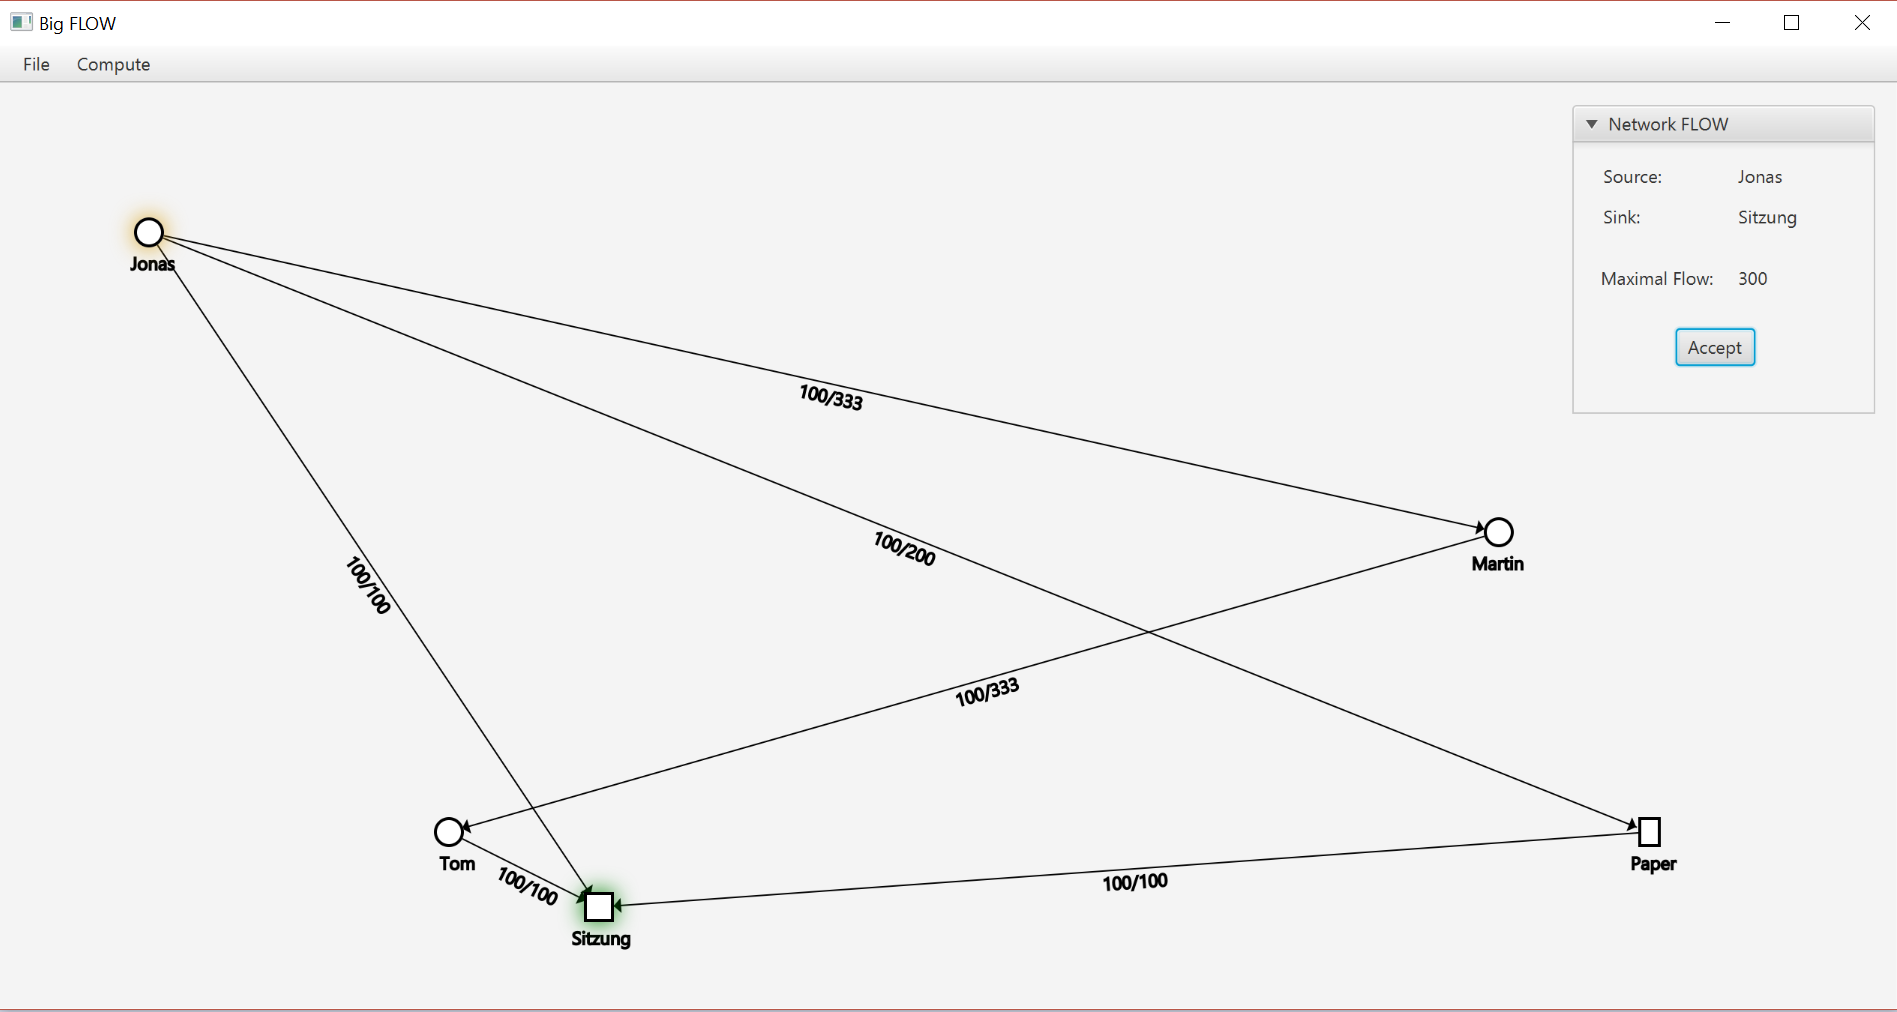 Big FLOW
File Compute
Network FLOW
Source: Jonas
Sink: Sitzung
Maximal Flow: 300
Accept
Jonas
100/333
100/200
100/100
Martin
100/333
Tom
100/100
Paper
100/100
Sitzung